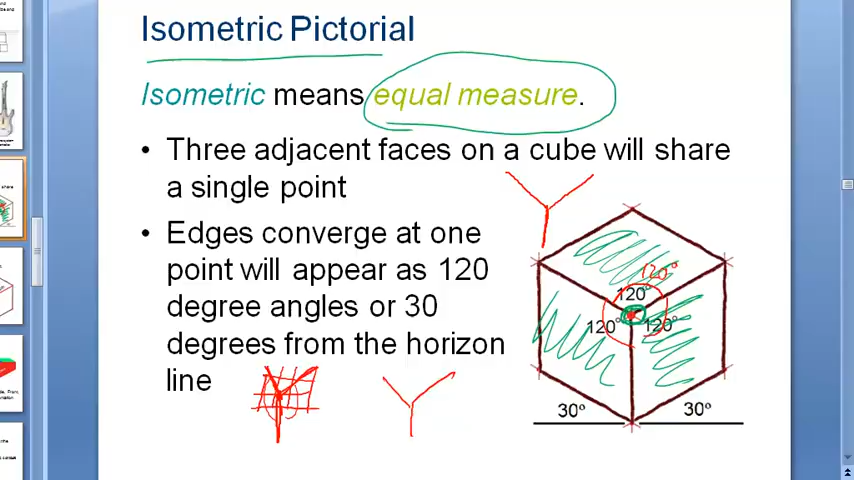 Isometric Pictorial
Isometric means equal measure.
• Three adjacent faces on a cube will share
a single point
• Edges converge at one
point will appear as 120
degree angles or 30
degrees from the horizon
line
120°
120°
120° 120°
30° 30°